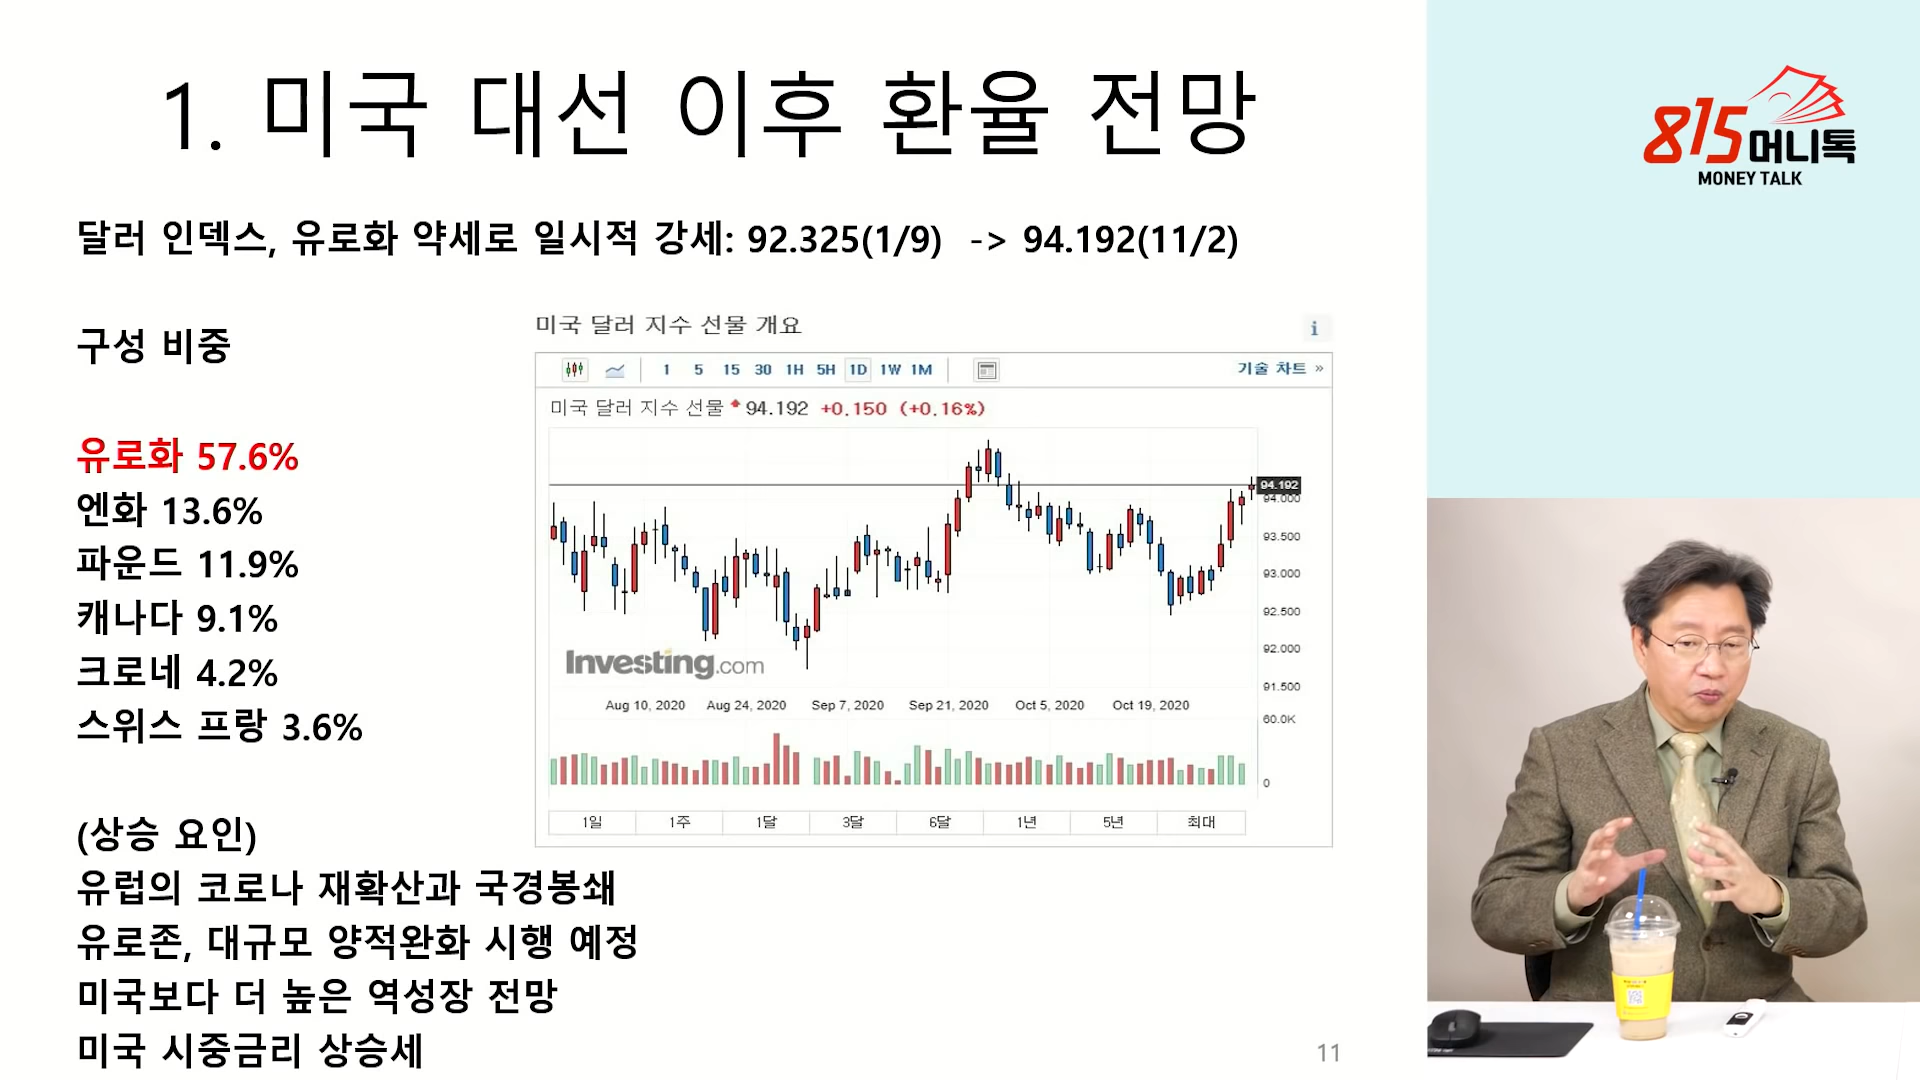 1. 미국 대선 이후 환율 전망
815머니톡
MONEY TALK
달러 인덱스, 유로화 약세로 일시적 강세: 92.325(1/9) -> 94.192(11/2)
구성 비중
유로화 57.6%
엔화 13.6%
파운드 11.9%
캐나다 9.1%
크로네 4.2%
스위스 프랑 3.6%
(상승 요인)
유럽의 코로나 재확산과 국경봉쇄
유로존, 대규모 양적완화 시행 예정
미국보다 더 높은 역성장 전망
미국 시중금리 상승세
미국 달러 지수 선물 개요
i
1 5 15 30 1H 5H 1D 1W 1M
기술 차트 »
미국 달러 지수 선물 94.192 +0.150 (+0.16%)
94.192
94.000
93.500
93.000
92.500
92.000
91.500
Investing.com
Aug 10, 2020 Aug 24, 2020 Sep 7, 2020 Sep 21, 2020 Oct 5, 2020 Oct 19, 2020
60.0K
0
1일 1주 1달 3달 6달 1년 5년 최대
11